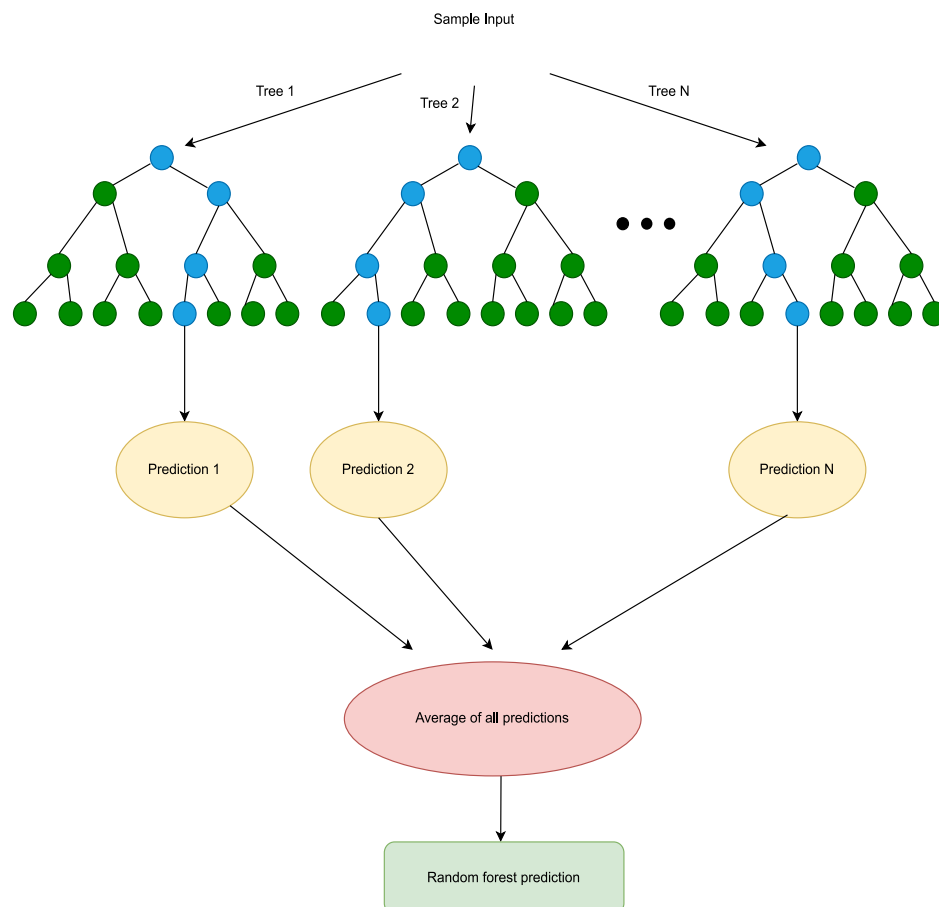 Sample Input
Tree 1
Tree 2
Tree N
Prediction 1
Prediction 2
Prediction N
Average of all predictions
Random forest prediction